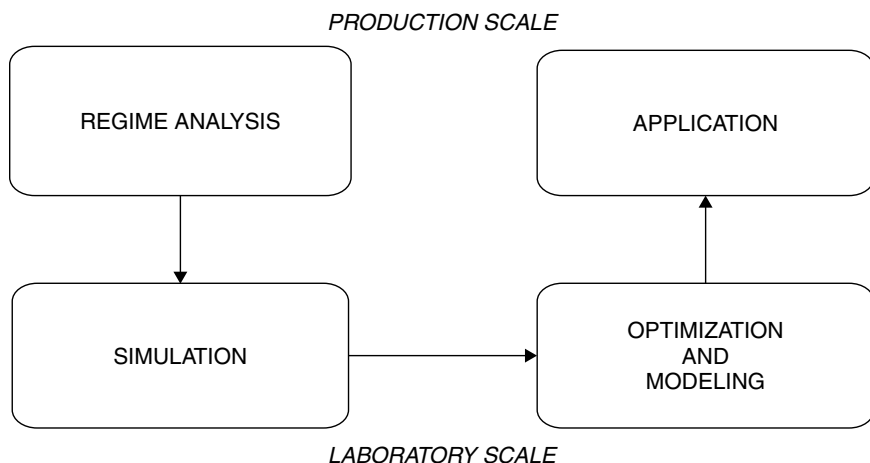 PRODUCTION SCALE
REGIME ANALYSIS
APPLICATION
SIMULATION
OPTIMIZATION
AND
MODELING
LABORATORY SCALE